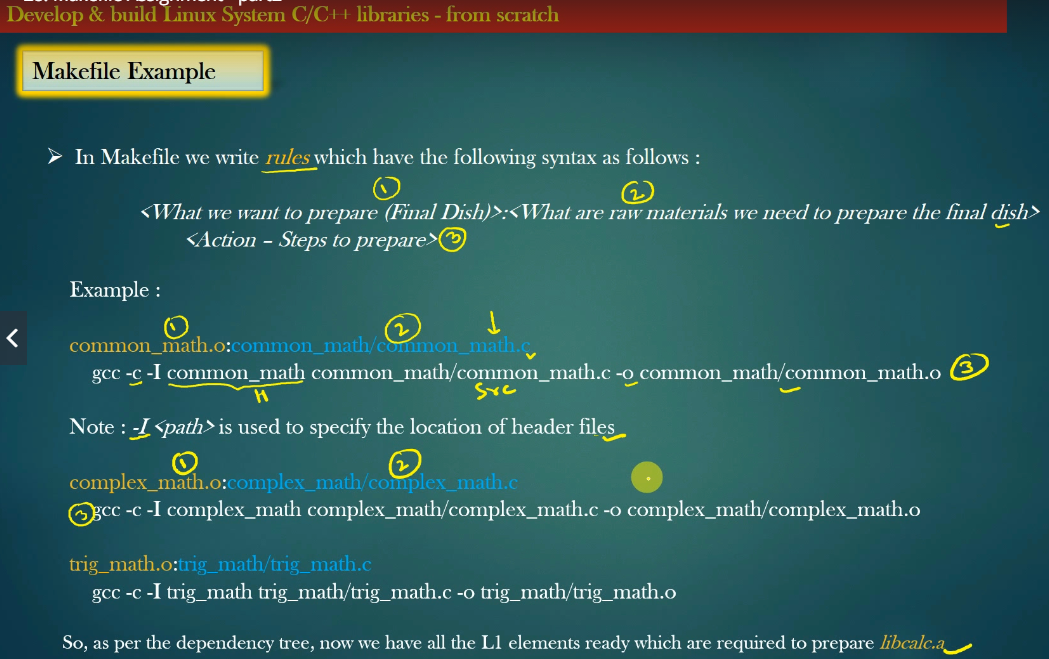 Develop & build Linux System C/C++ libraries - from scratch
Makefile Example
➤ In Makefile we write rules which have the following syntax as follows :
① ②
<What we want to prepare (Final Dish)>:<What are raw materials we need to prepare the final dish>
<Action – Steps to prepare> ③
Example :
① ②
common_math.o:common_math/common_math.c
gcc -c -I common_math common_math/common_math.c -o common_math/common_math.o ③
H src
Note : -I <path> is used to specify the location of header files
① ②
complex_math.o:complex_math/complex_math.c
③ gcc -c -I complex_math complex_math/complex_math.c -o complex_math/complex_math.o
trig_math.o:trig_math/trig_math.c
gcc -c -I trig_math trig_math/trig_math.c -o trig_math/trig_math.o
So, as per the dependency tree, now we have all the L1 elements ready which are required to prepare libcalc.a